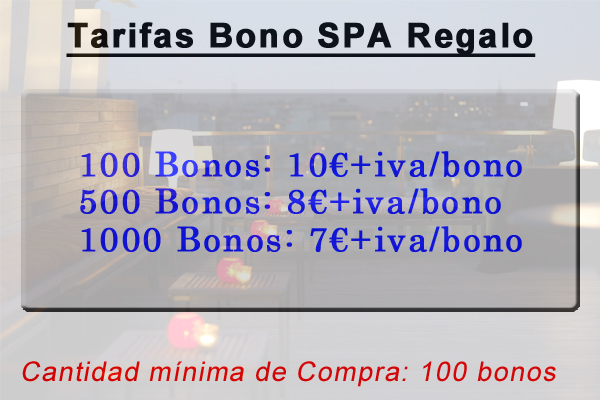 Tarifas Bono SPA Regalo
100 Bonos: 10€+iva/bono
500 Bonos: 8€+iva/bono
1000 Bonos: 7€+iva/bono
Cantidad mínima de Compra: 100 bonos